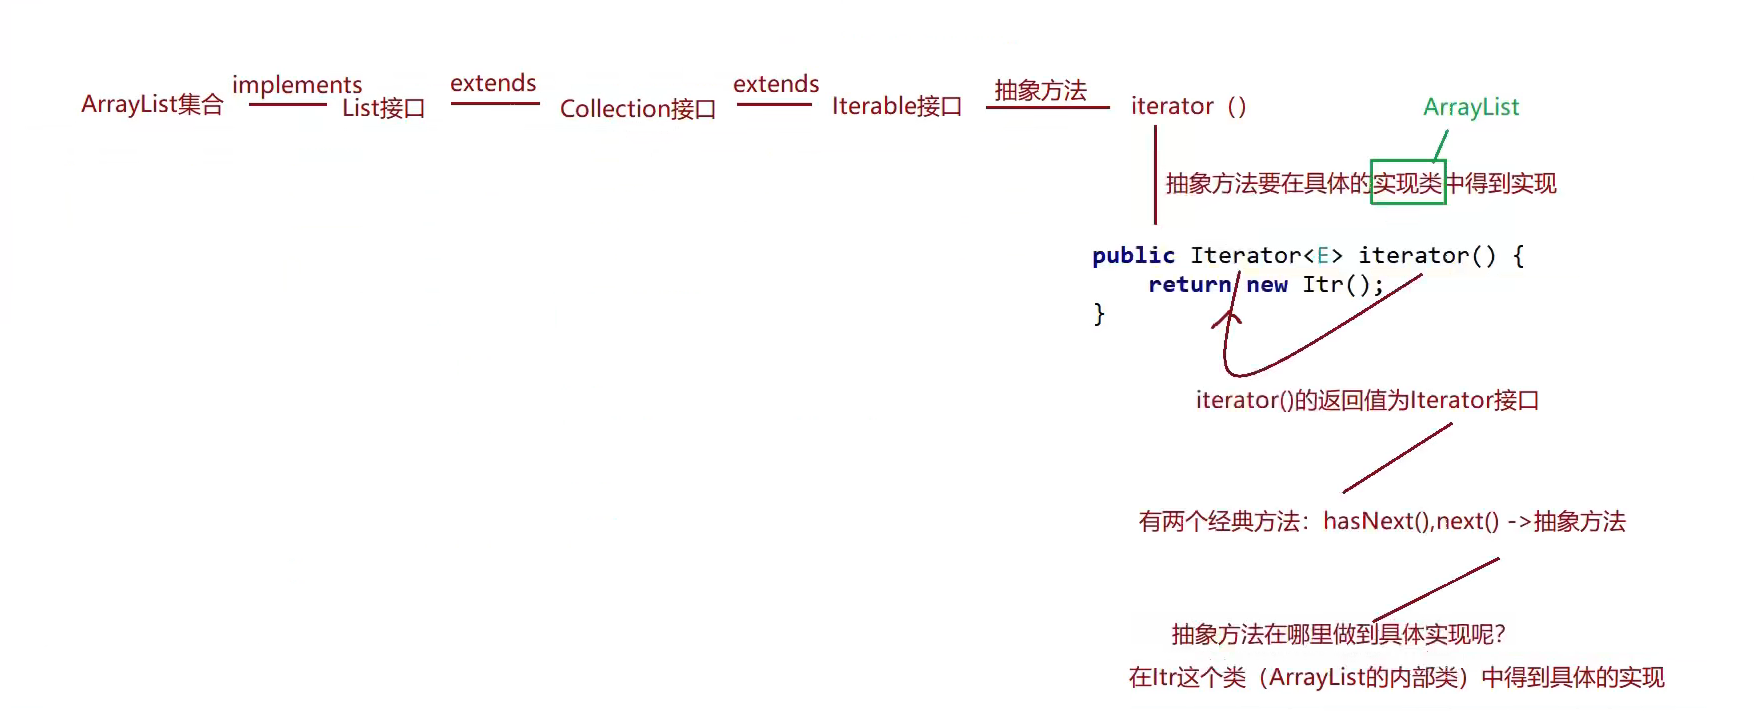 ArrayList集合 implements List接口 extends Collection接口 extends Iterable接口 抽象方法 iterator（）
ArrayList
抽象方法要在具体的实现类中得到实现
public Iterator<E> iterator() {
return new Itr();
}
iterator()的返回值为Iterator接口
有两个经典方法：hasNext(),next() ->抽象方法
抽象方法在哪里做到具体实现呢？
在Itr这个类（ArrayList的内部类）中得到具体的实现